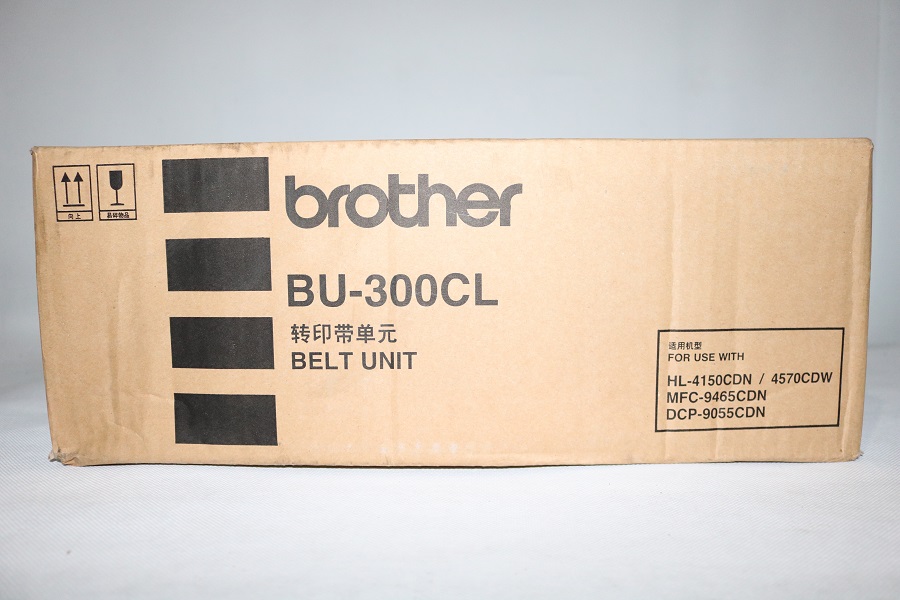 向上
易碎物品
brother
BU-300CL
转印带单元
BELT UNIT
适用机型
FOR USE WITH
HL-4150CDN / 4570CDW
MFC-9465CDN
DCP-9055CDN